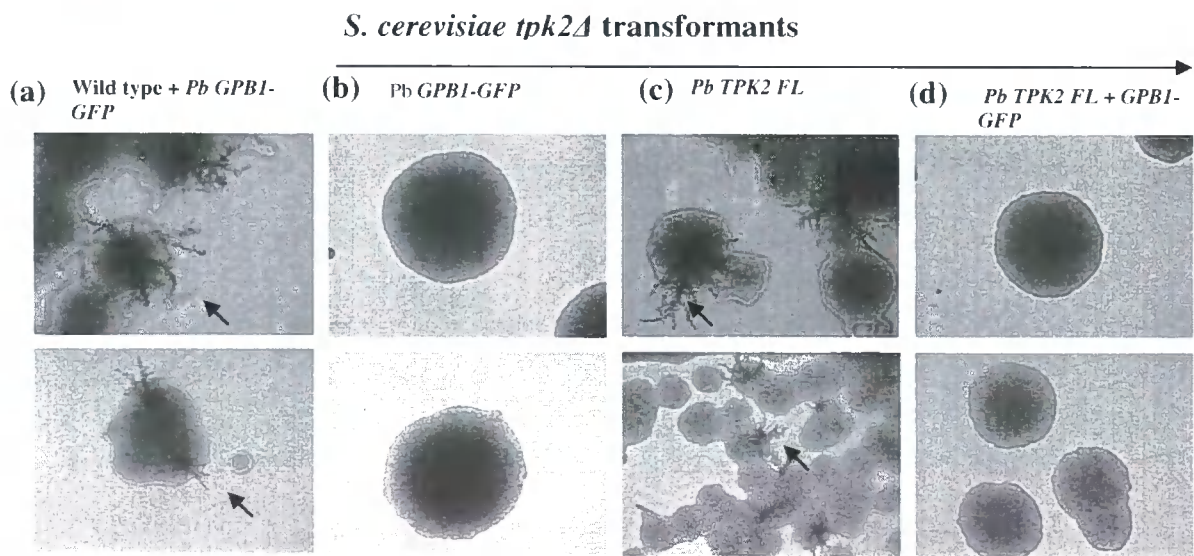 S. cerevisiae tpk2Δ transformants
(a) Wild type + Pb GPB1-
GFP
(b) Pb GPB1-GFP
(c) Pb TPK2 FL
(d) Pb TPK2 FL + GPB1-
GFP